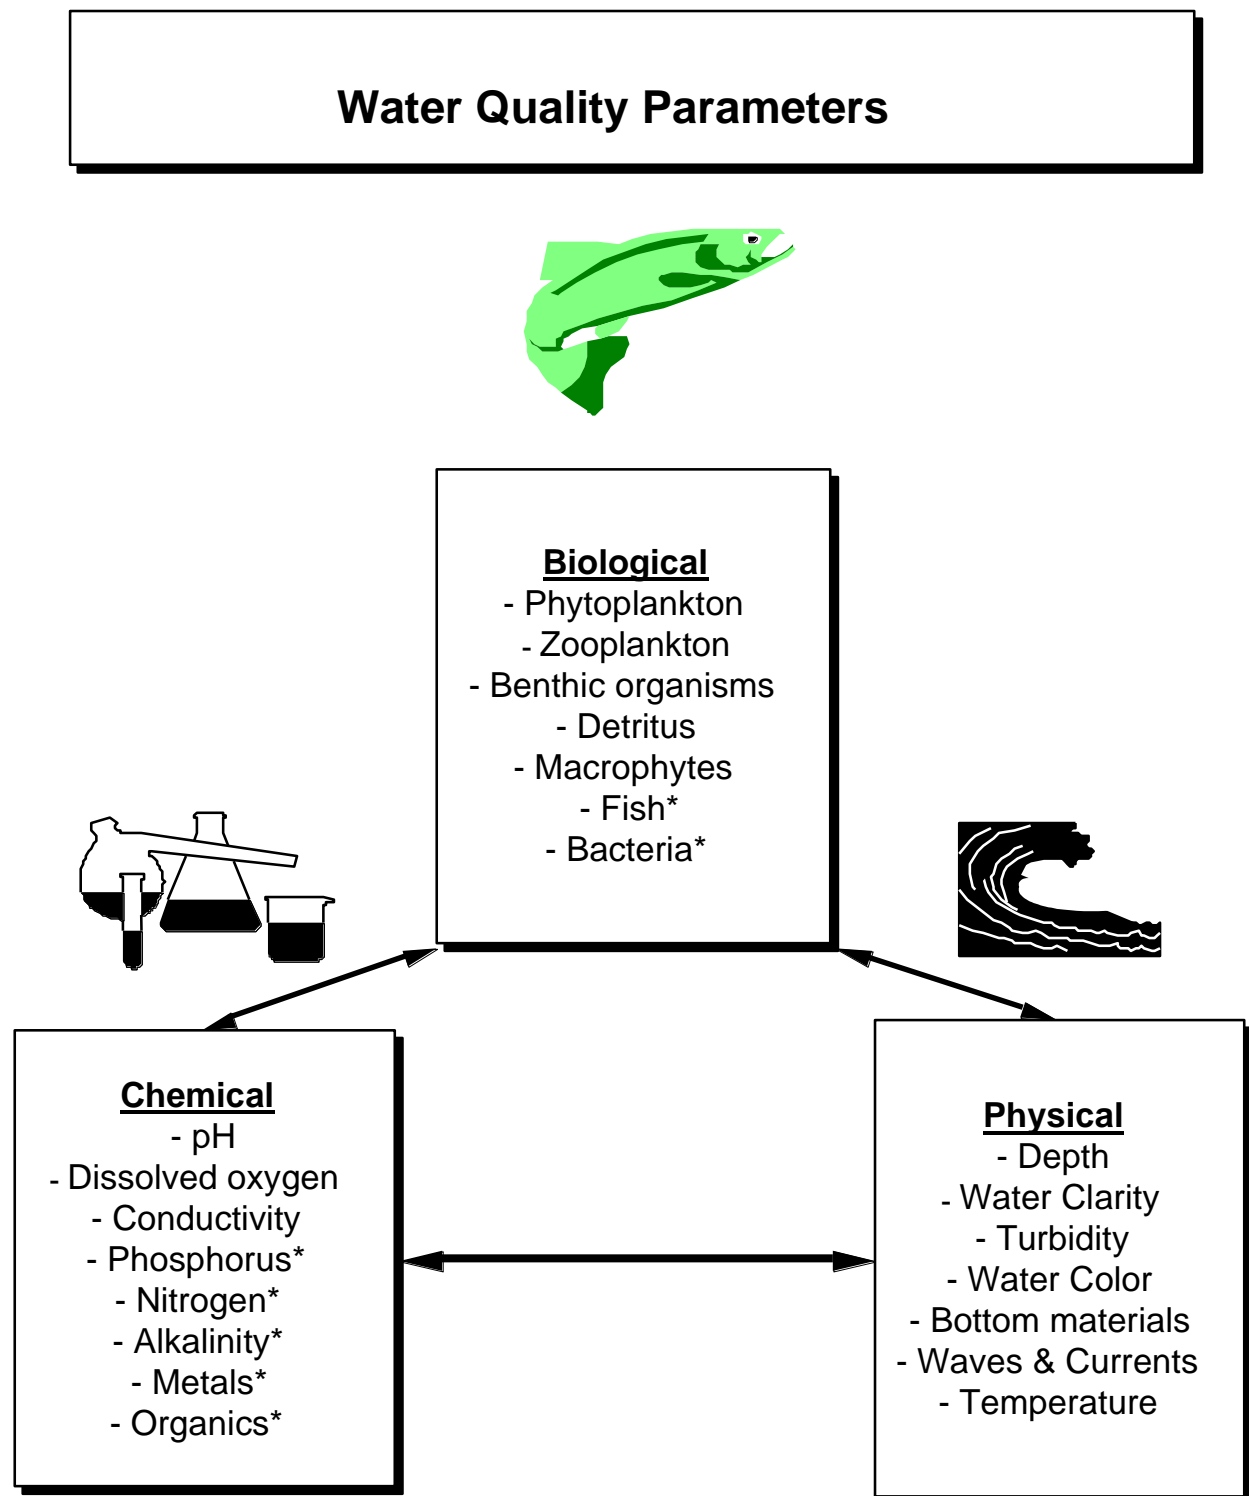 Water Quality Parameters
Biological
- Phytoplankton
- Zooplankton
- Benthic organisms
- Detritus
- Macrophytes
- Fish*
- Bacteria*
Chemical
- pH
- Dissolved oxygen
- Conductivity
- Phosphorus*
- Nitrogen*
- Alkalinity*
- Metals*
- Organics*
Physical
- Depth
- Water Clarity
- Turbidity
- Water Color
- Bottom materials
- Waves & Currents
- Temperature